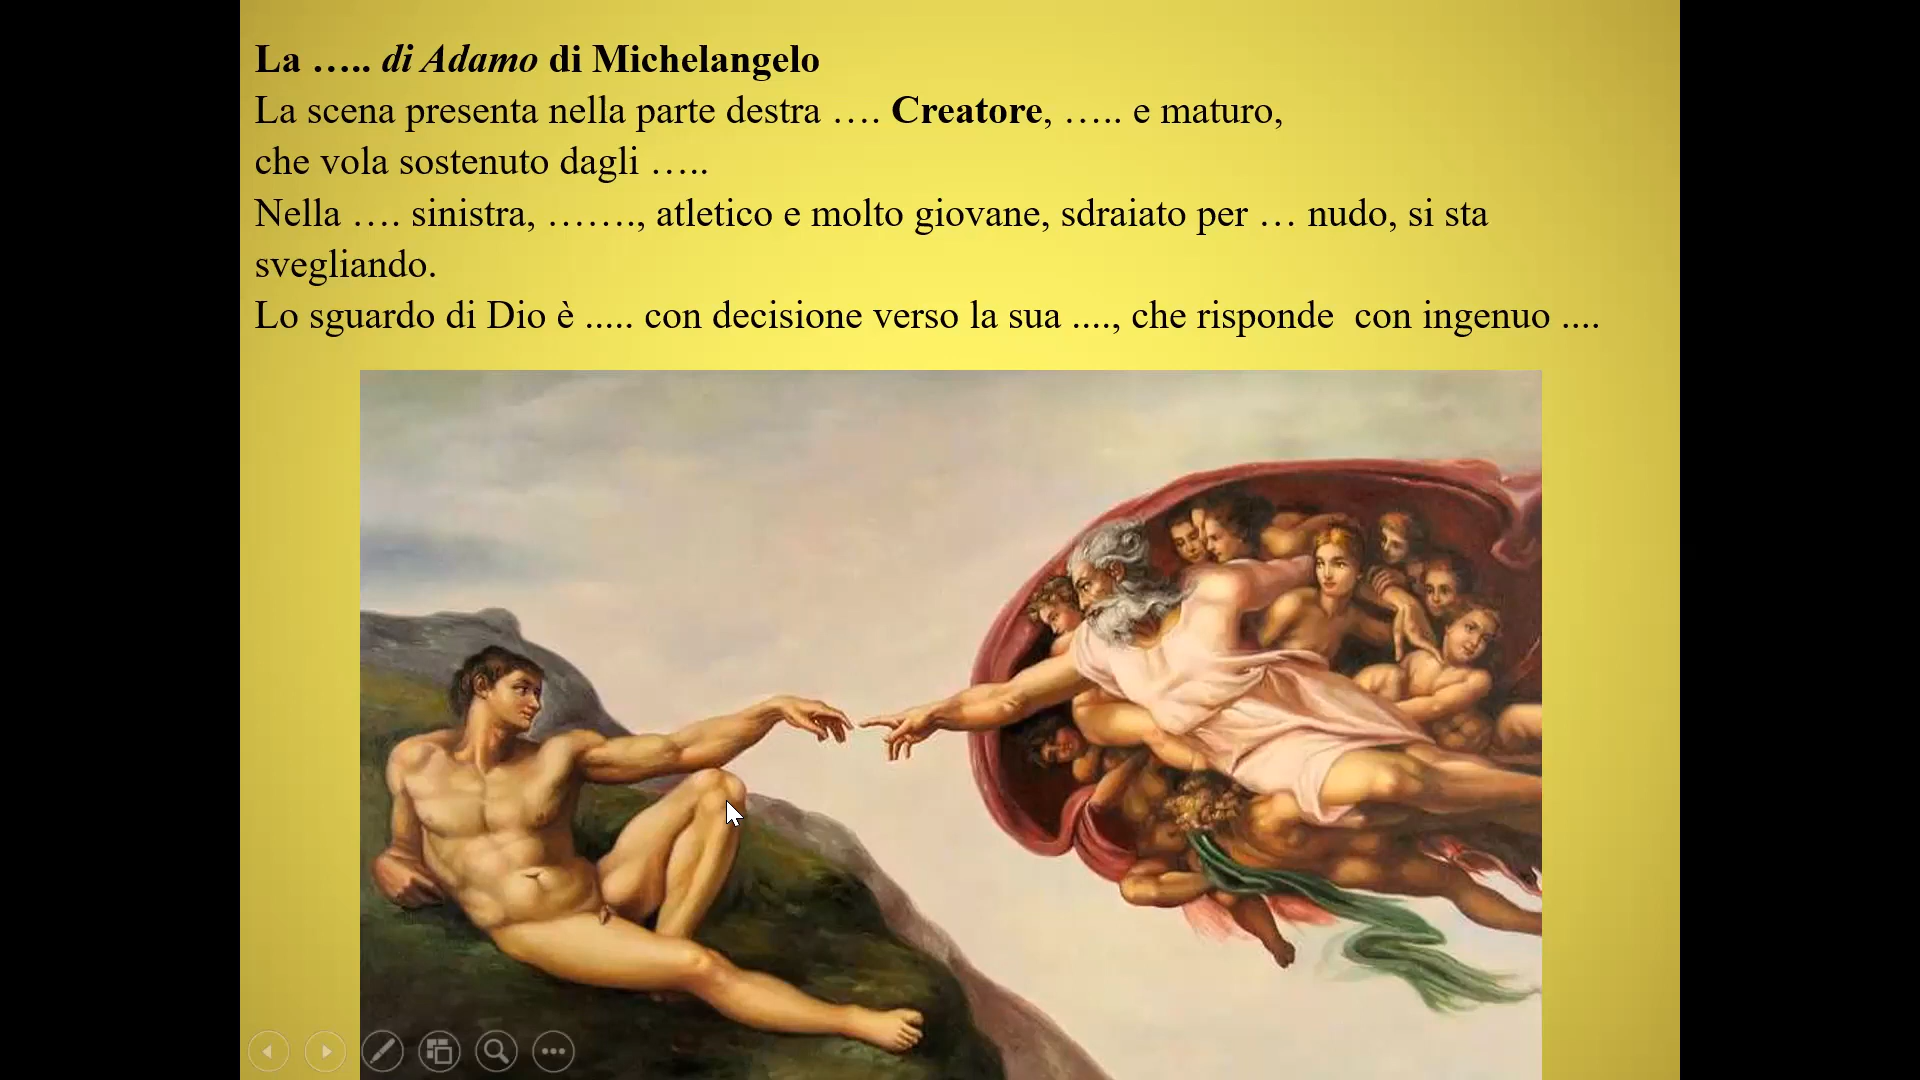 La ….. di Adamo di Michelangelo
La scena presenta nella parte destra …. Creatore, ….. e maturo,
che vola sostenuto dagli …..
Nella …. sinistra, ……., atletico e molto giovane, sdraiato per … nudo, si sta
svegliando.
Lo sguardo di Dio è ..... con decisione verso la sua ...., che risponde  con ingenuo ....